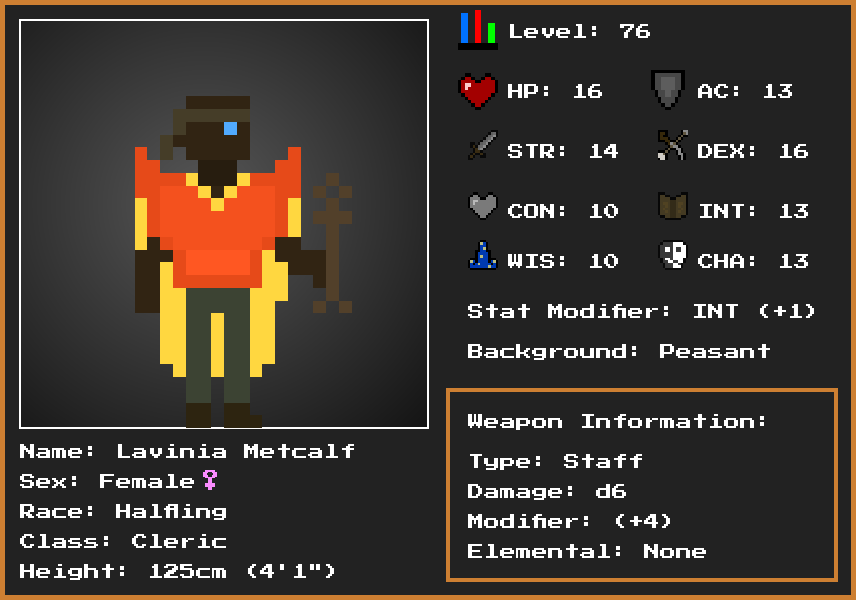 Level: 76
HP: 16 AC: 13
STR: 14 DEX: 16
CON: 10 INT: 13
WIS: 10 CHA: 13
Stat Modifier: INT (+1)
Background: Peasant
Weapon Information:
Type: Staff
Damage: d6
Modifier: (+4)
Elemental: None
Name: Lavinia Metcalf
Sex: Female♀
Race: Halfling
Class: Cleric
Height: 125cm (4'1")